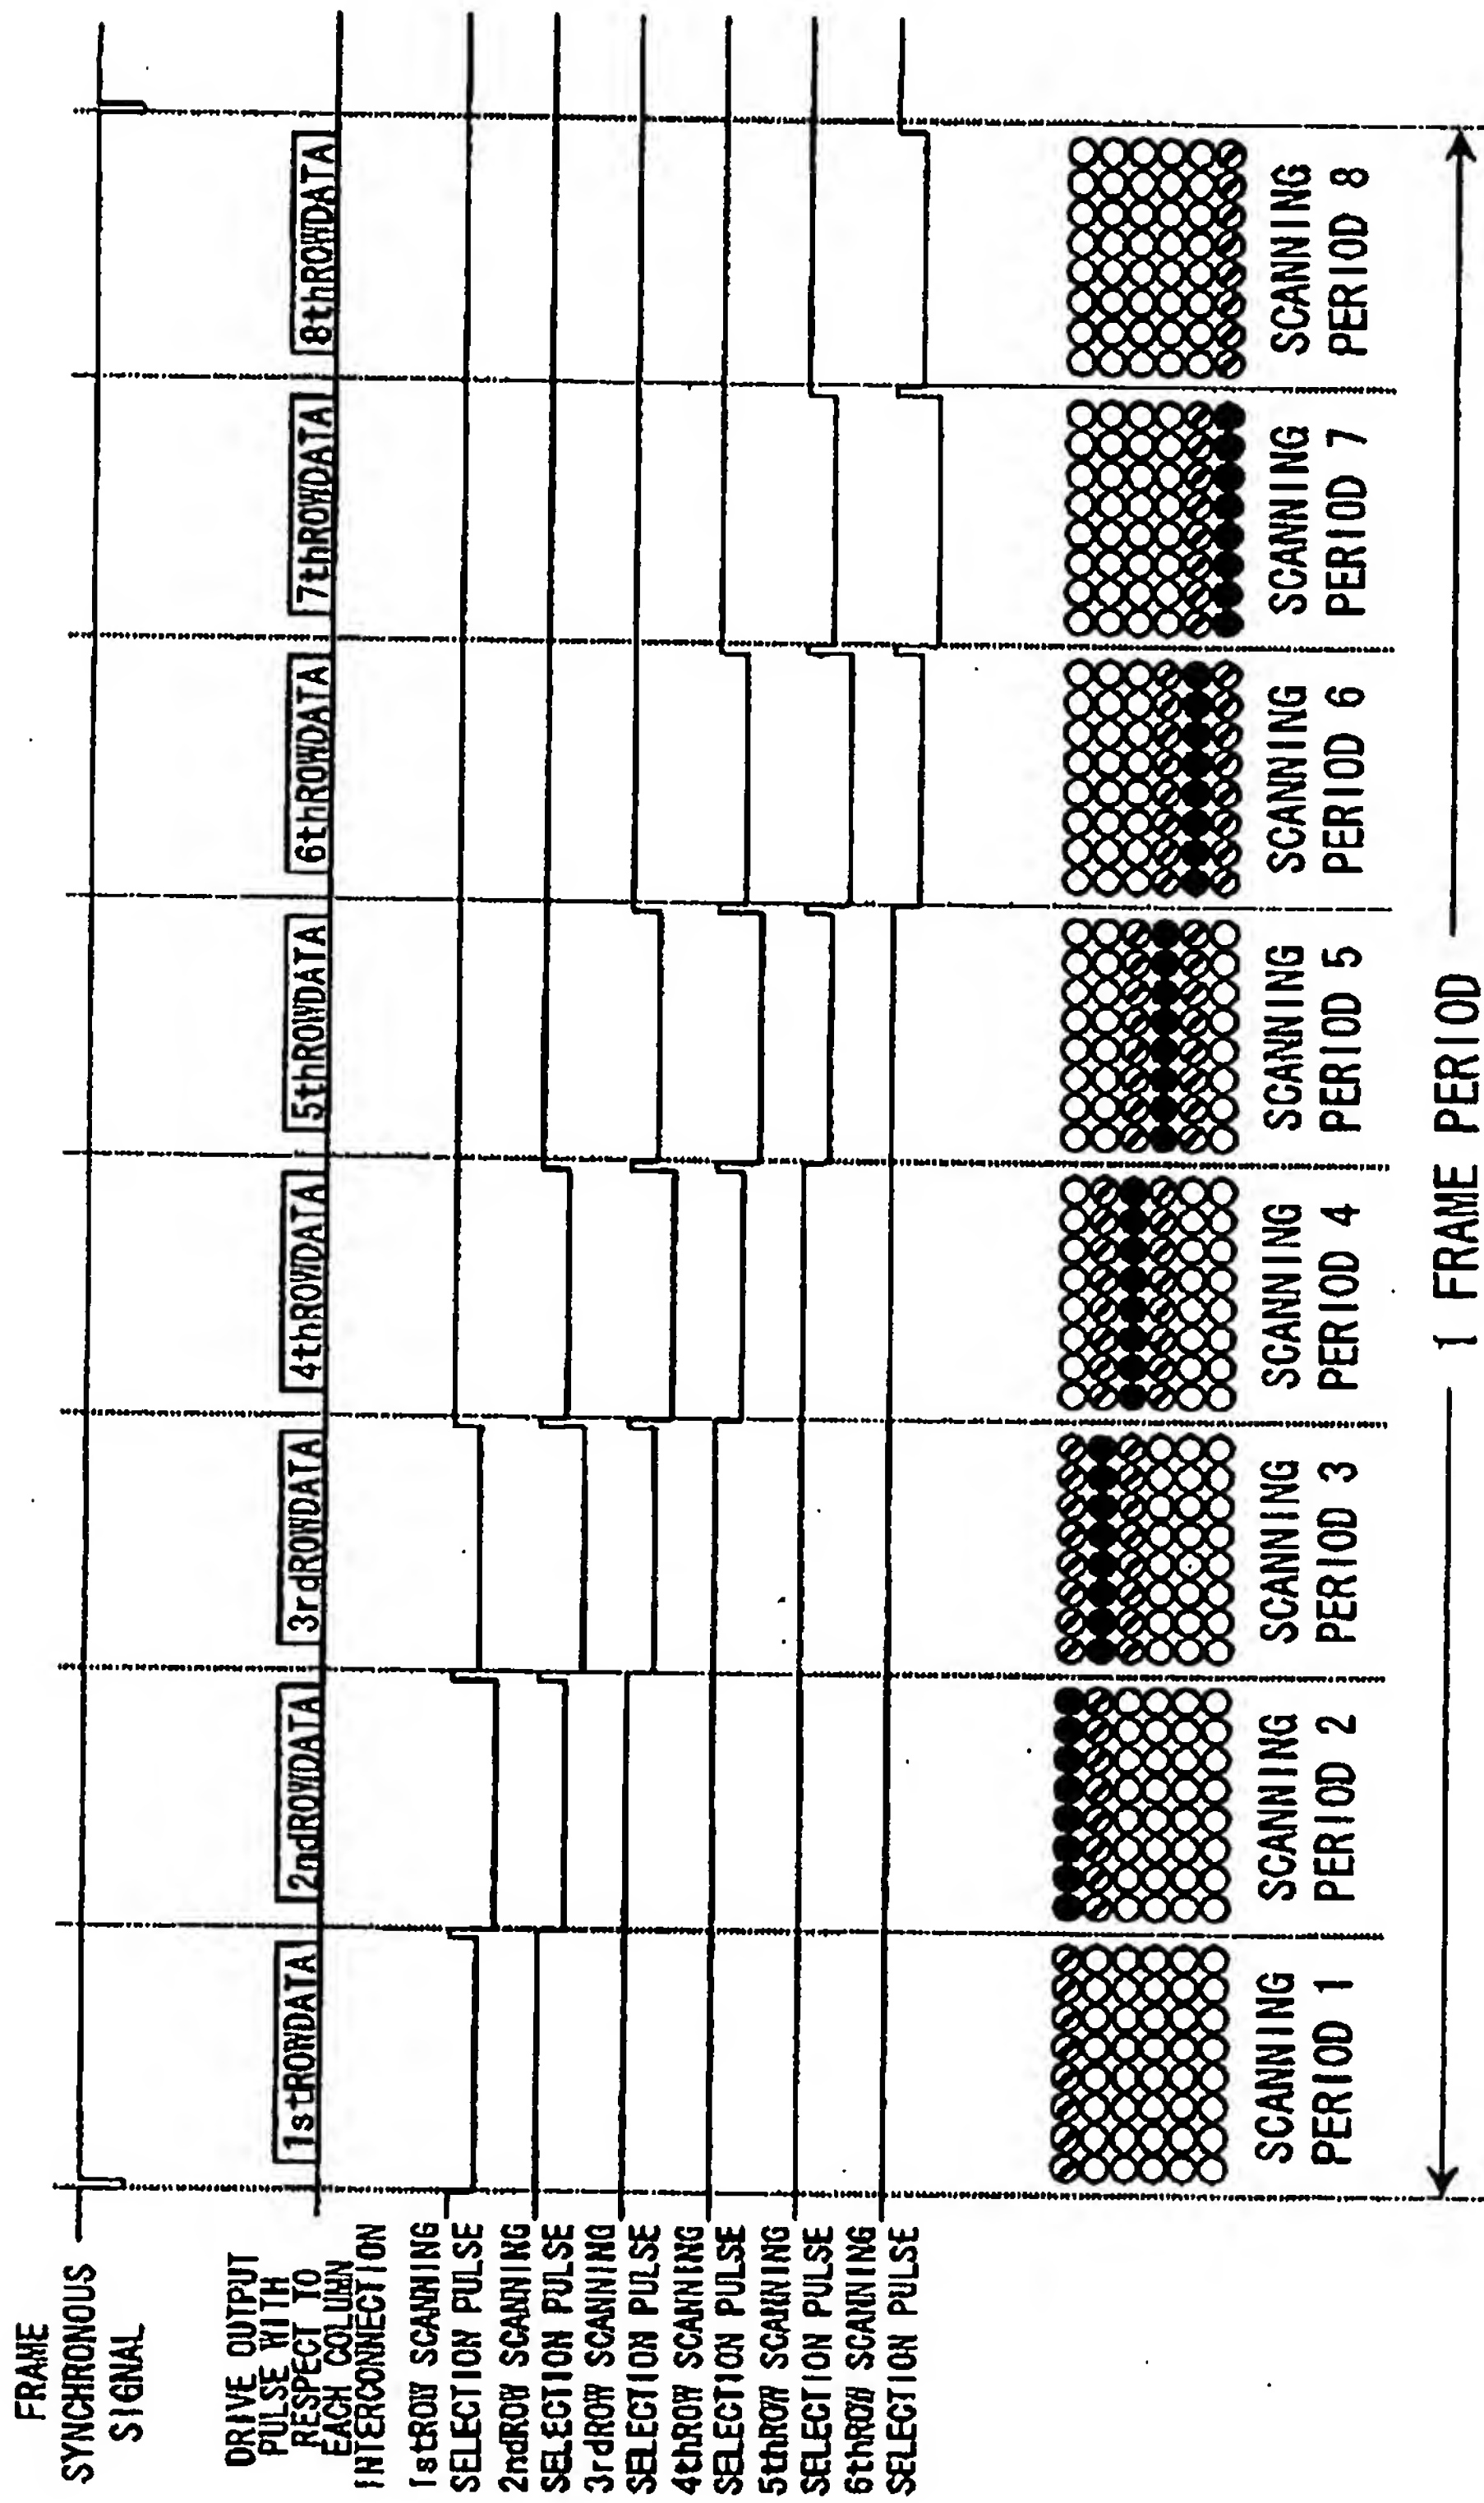 FRAME
SYNCHRONOUS
SIGNAL
DRIVE OUTPUT
PULSE WITH
RESPECT TO
EACH COLUMN
INTERCONNECTION
1stROWDATA
2ndROWDATA
3rdROWDATA
4thROWDATA
5thROWDATA
6thROWDATA
7thROWDATA
8thROWDATA
1stROW SCANNING
SELECTION PULSE
2ndROW SCANNING
SELECTION PULSE
3rdROW SCANNING
SELECTION PULSE
4thROW SCANNING
SELECTION PULSE
5thROW SCANNING
SELECTION PULSE
6thROW SCANNING
SELECTION PULSE
SCANNING
PERIOD 1
SCANNING
PERIOD 2
SCANNING
PERIOD 3
SCANNING
PERIOD 4
SCANNING
PERIOD 5
SCANNING
PERIOD 6
SCANNING
PERIOD 7
SCANNING
PERIOD 8
1 FRAME PERIOD